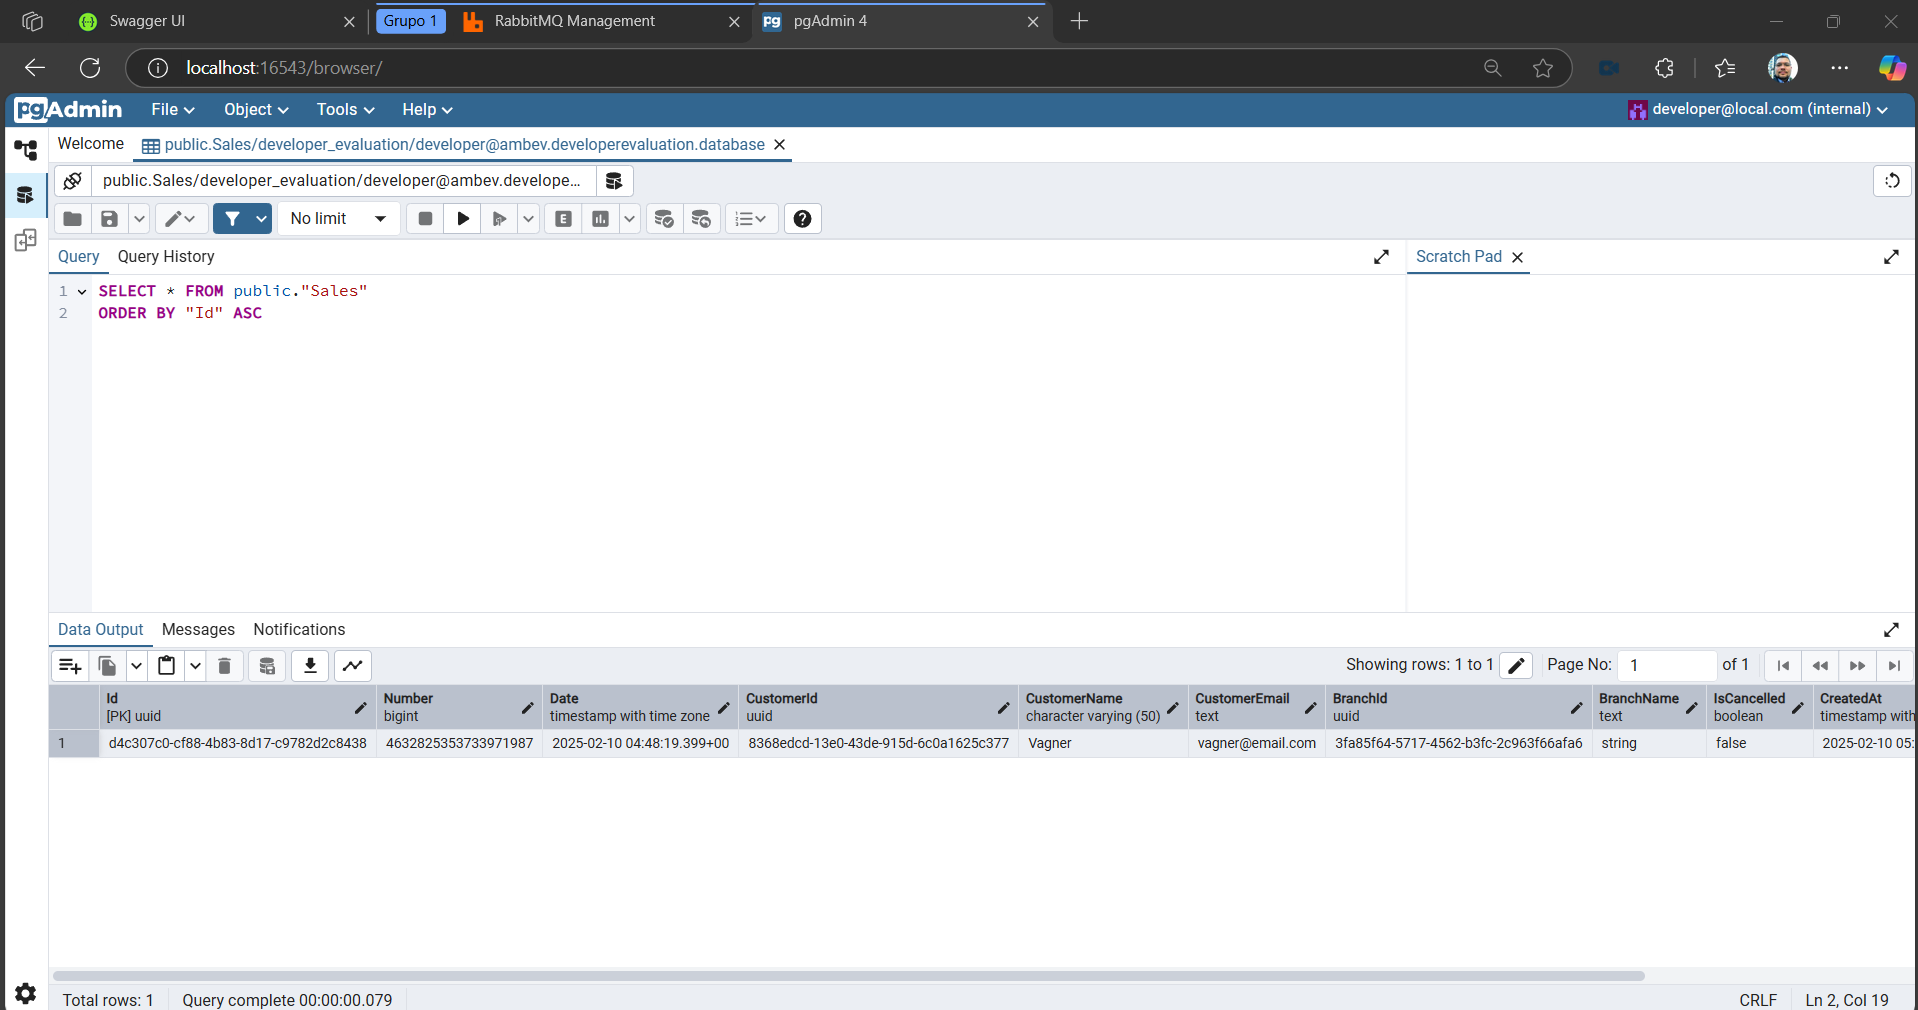 Swagger UI
Grupo 1
RabbitMQ Management
pgAdmin 4
localhost:16543/browser/
pgAdmin File Object Tools Help developer@local.com (internal)
Welcome public.Sales/developer_evaluation/developer@ambev.developerevaluation.database
public.Sales/developer_evaluation/developer@ambev.develope...
No limit
Query Query History Scratch Pad
1 SELECT * FROM public."Sales"
2 ORDER BY "Id" ASC
Data Output Messages Notifications
Showing rows: 1 to 1 Page No: 1 of 1
Id Number Date CustomerId CustomerName CustomerEmail BranchId BranchName IsCancelled CreatedAt
[PK] uuid bigint timestamp with time zone uuid character varying (50) text uuid text boolean timestamp with
1 d4c307c0-cf88-4b83-8d17-c9782d2c8438 4632825353733971987 2025-02-10 04:48:19.399+00 8368edcd-13e0-43de-915d-6c0a1625c377 Vagner vagner@email.com 3fa85f64-5717-4562-b3fc-2c963f66afa6 string false 2025-02-10 05:
Total rows: 1 Query complete 00:00:00.079 CRLF Ln 2, Col 19